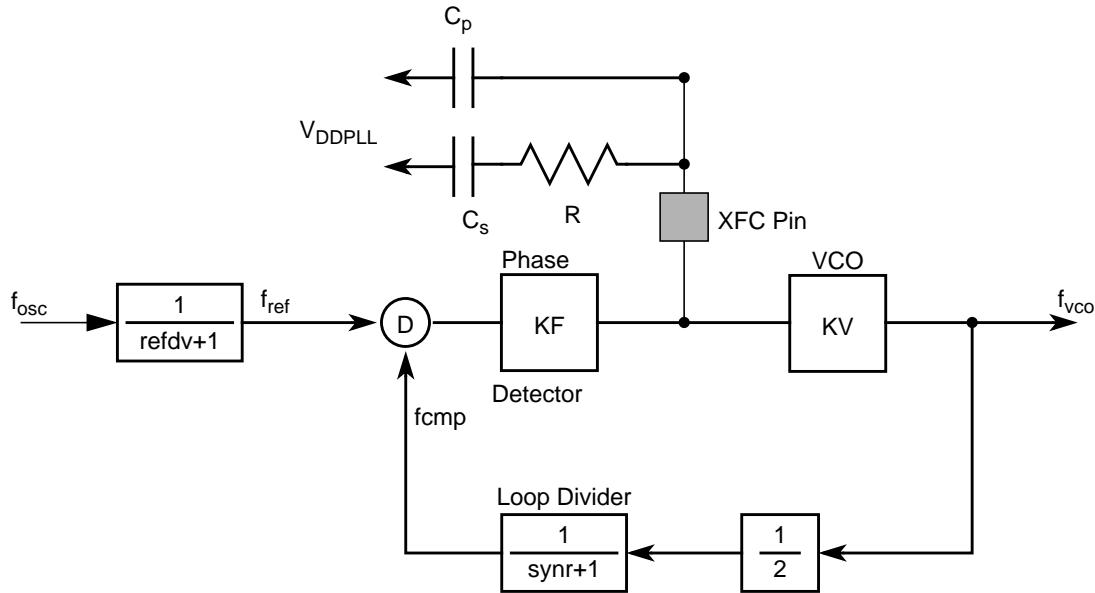 Cp
VDDPLL
Cs
R
XFC Pin
Phase
VCO
fosc
1
refdv+1
fref
D
KF
KV
fvco
Detector
fcmp
Loop Divider
1
synr+1
1
2